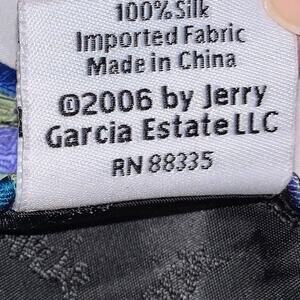 100% Silk
Imported Fabric
Made in China
©2006 by Jerry
Garcia Estate LLC
RN 88335